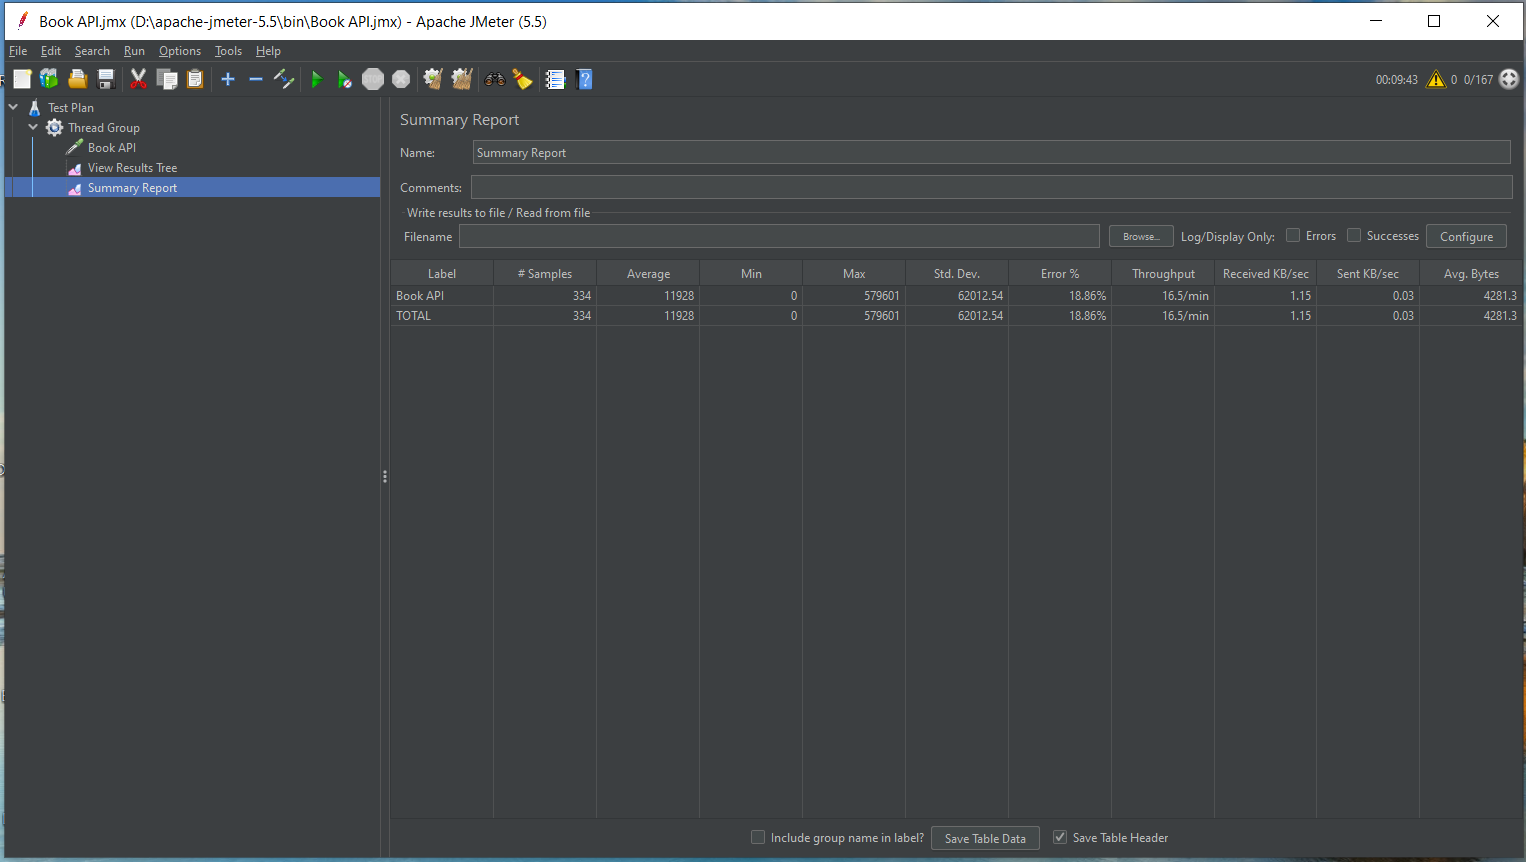 Book API.jmx (D:\apache-jmeter-5.5\bin\Book API.jmx) - Apache JMeter (5.5)
File Edit Search Run Options Tools Help
STOP 00:09:43 0 0/167
Test Plan
Thread Group
Book API
View Results Tree
Summary Report
Summary Report
Name: Summary Report
Comments:
Write results to file / Read from file
Filename Browse... Log/Display Only: Errors Successes Configure
Label # Samples Average Min Max Std. Dev. Error % Throughput Received KB/sec Sent KB/sec Avg. Bytes
Book API 334 11928 0 579601 62012.54 18.86% 16.5/min 1.15 0.03 4281.3
TOTAL 334 11928 0 579601 62012.54 18.86% 16.5/min 1.15 0.03 4281.3
Include group name in label? Save Table Data Save Table Header